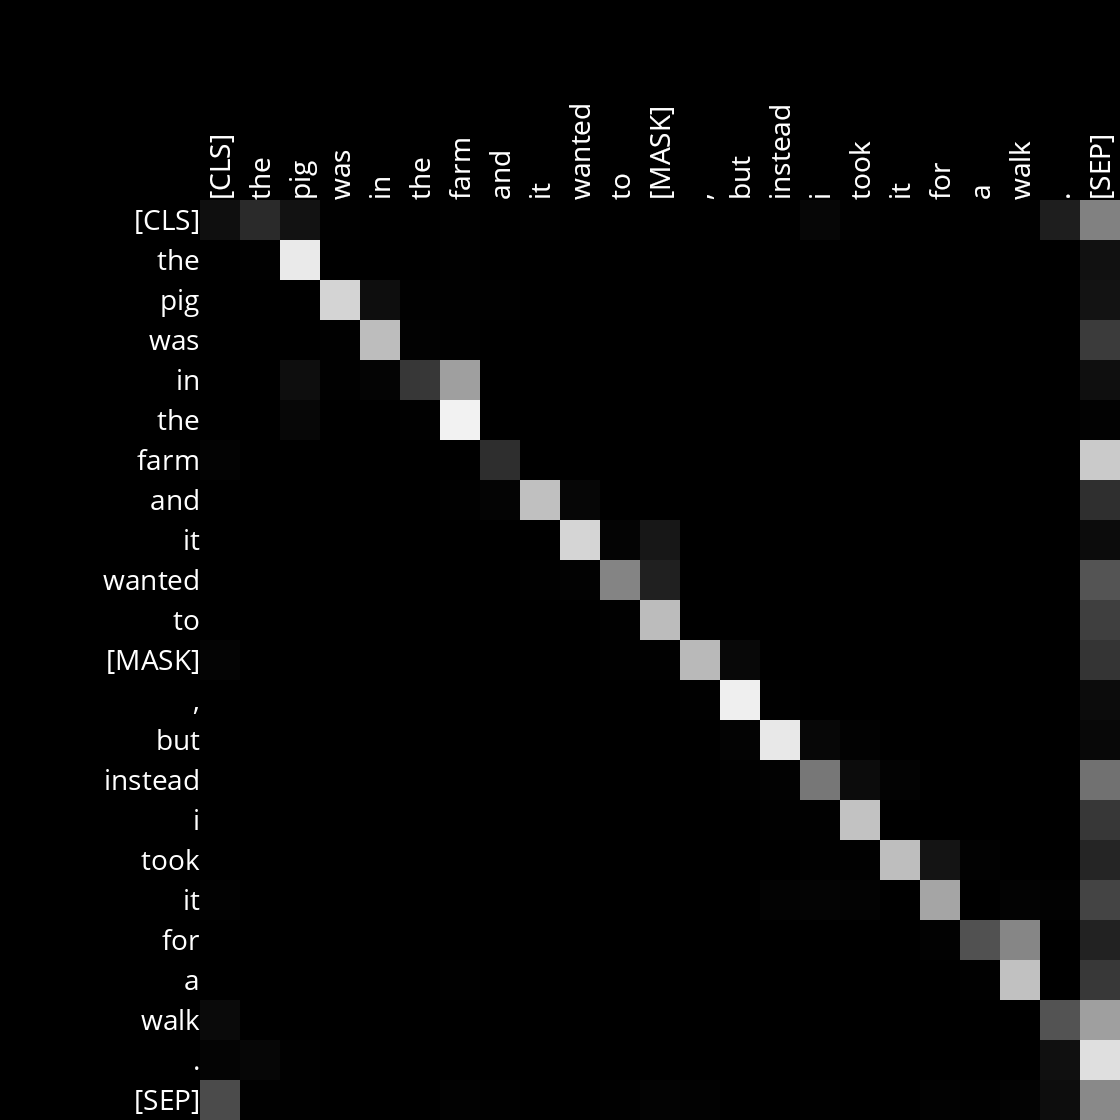 [CLS] the pig was in the farm and it wanted to [MASK] , but instead i took it for a walk . [SEP]
[CLS]
the
pig
was
in
the
farm
and
it
wanted
to
[MASK]
,
but
instead
i
took
it
for
a
walk
.
[SEP]